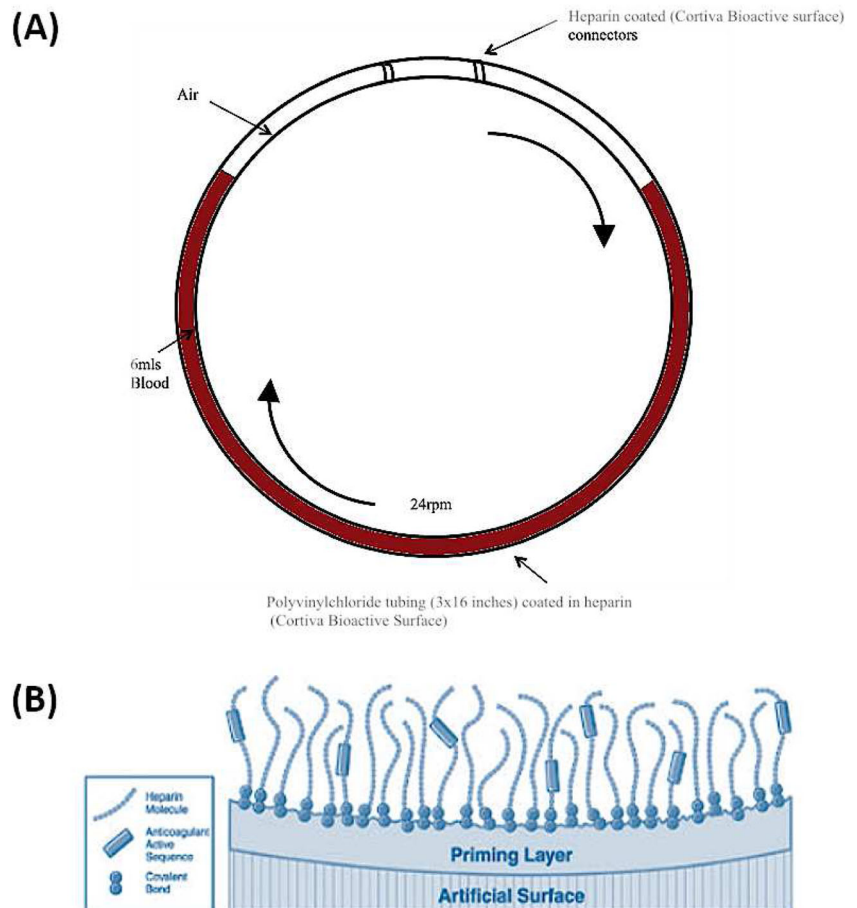 (A)
Heparin coated (Cortiva Bioactive surface)
connectors
Air
6mls
Blood
24rpm
Polyvinylchloride tubing (3x16 inches) coated in heparin
(Cortiva Bioactive Surface)
(B)
Heparin
Molecule
Anticoagulant
Active
Sequence
Covalent
Bond
Priming Layer
Artificial Surface